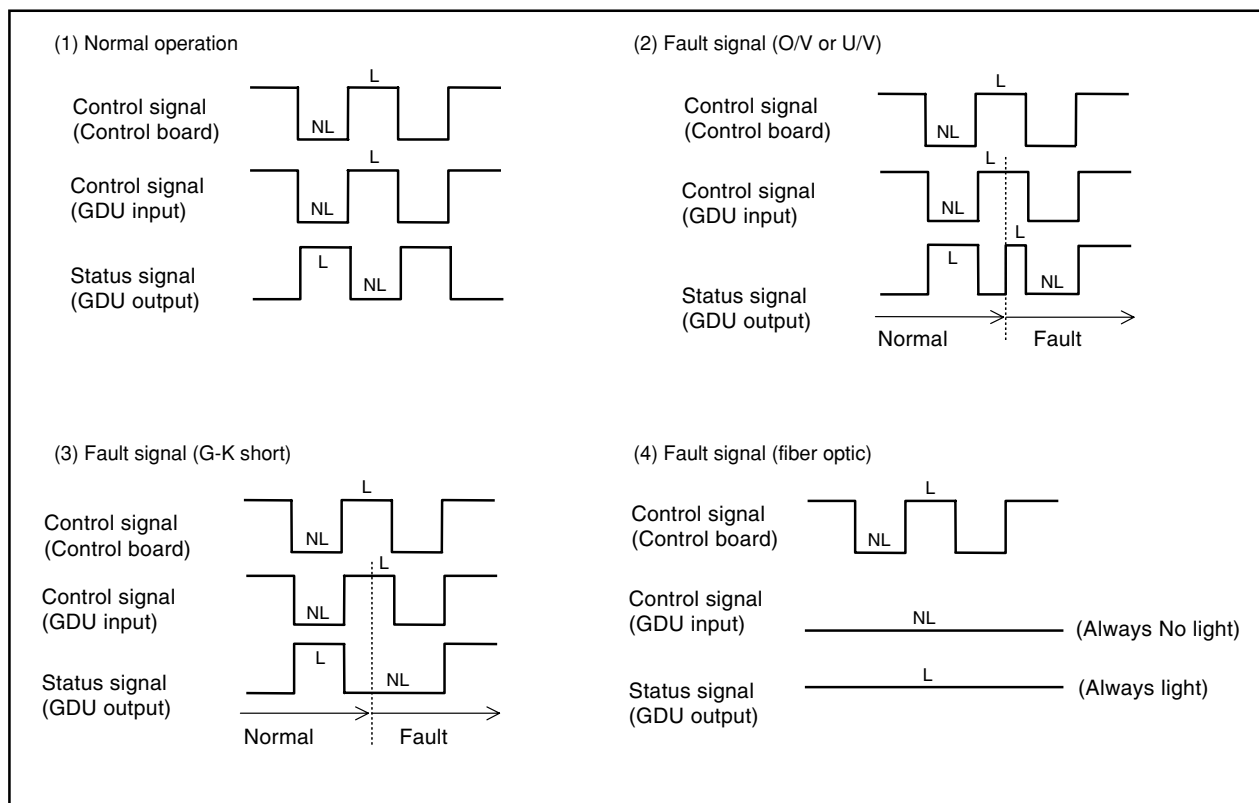 (1) Normal operation
L
Control signal
(Control board)
NL
L
Control signal
(GDU input)
NL
Status signal
(GDU output)
L
NL
(2) Fault signal (O/V or U/V)
L
Control signal
(Control board)
NL
L
Control signal
(GDU input)
NL
L
Status signal
(GDU output)
L
NL
Normal
Fault
(3) Fault signal (G-K short)
L
Control signal
(Control board)
NL
L
Control signal
(GDU input)
NL
Status signal
(GDU output)
L
NL
Normal
Fault
(4) Fault signal (fiber optic)
L
Control signal
(Control board)
NL
Control signal
(GDU input)
NL
(Always No light)
Status signal
(GDU output)
L
(Always light)